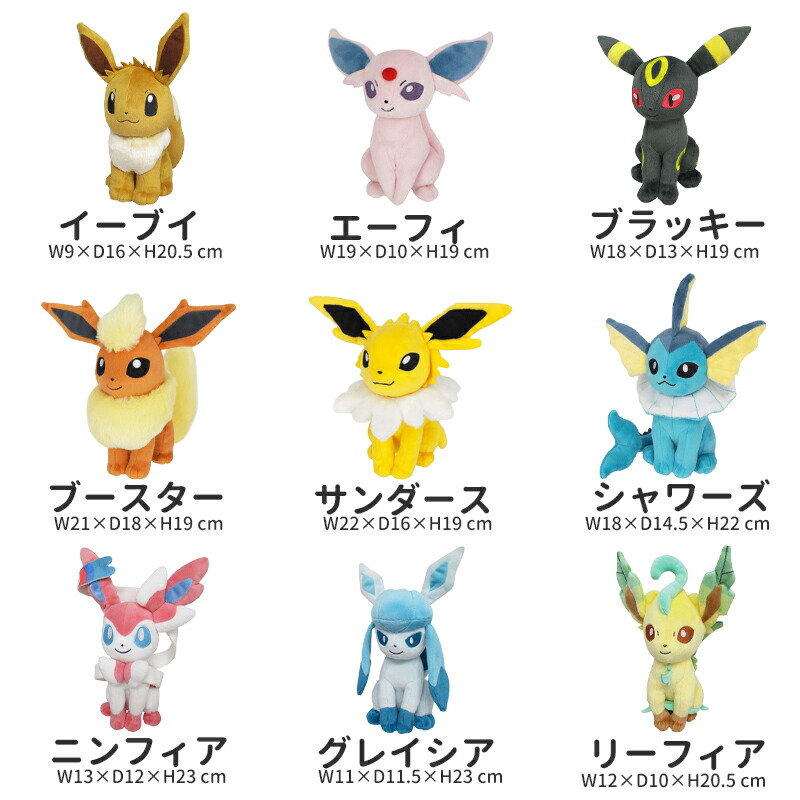 イーブイ
W9×D16×H20.5 cm
エーフィ
W19×D10×H19 cm
ブラッキー
W18×D13×H19 cm
ブースター
W21×D18×H19 cm
サンダース
W22×D16×H19 cm
シャワーズ
W18×D14.5×H22 cm
ニンフィア
W13×D12×H23 cm
グレイシア
W11×D11.5×H23 cm
リーフィア
W12×D10×H20.5 cm